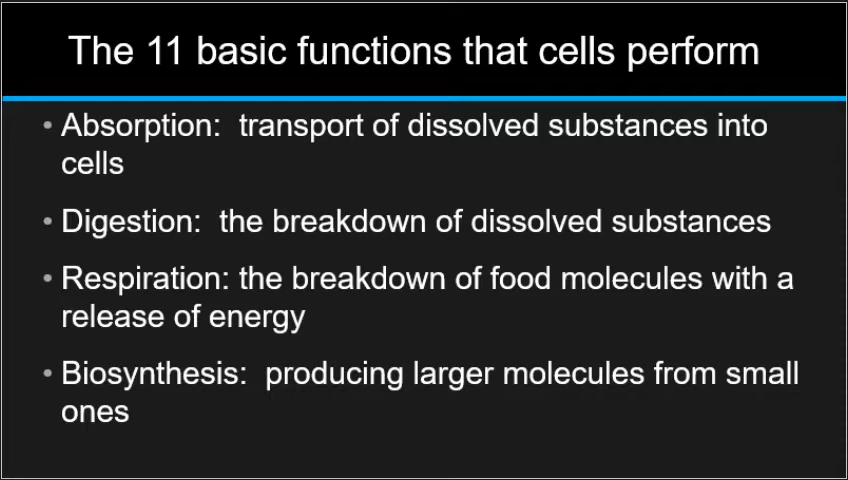 The 11 basic functions that cells perform
• Absorption:  transport of dissolved substances into
cells
• Digestion:  the breakdown of dissolved substances
• Respiration: the breakdown of food molecules with a
release of energy
• Biosynthesis:  producing larger molecules from small
ones